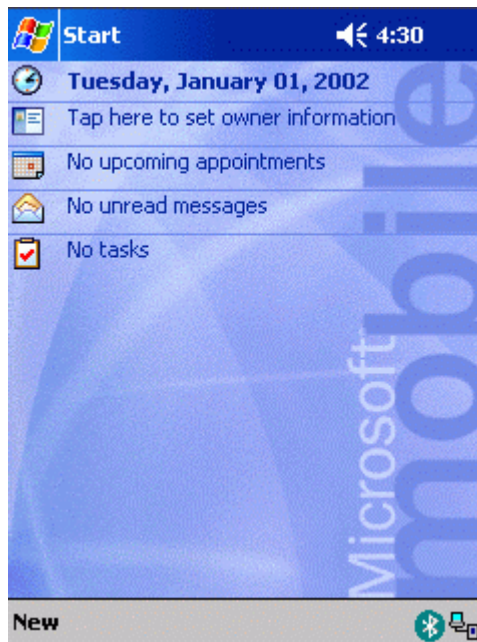 Start 4:30
Tuesday, January 01, 2002
Tap here to set owner information
No upcoming appointments
No unread messages
No tasks
Microsoft
mobile
New